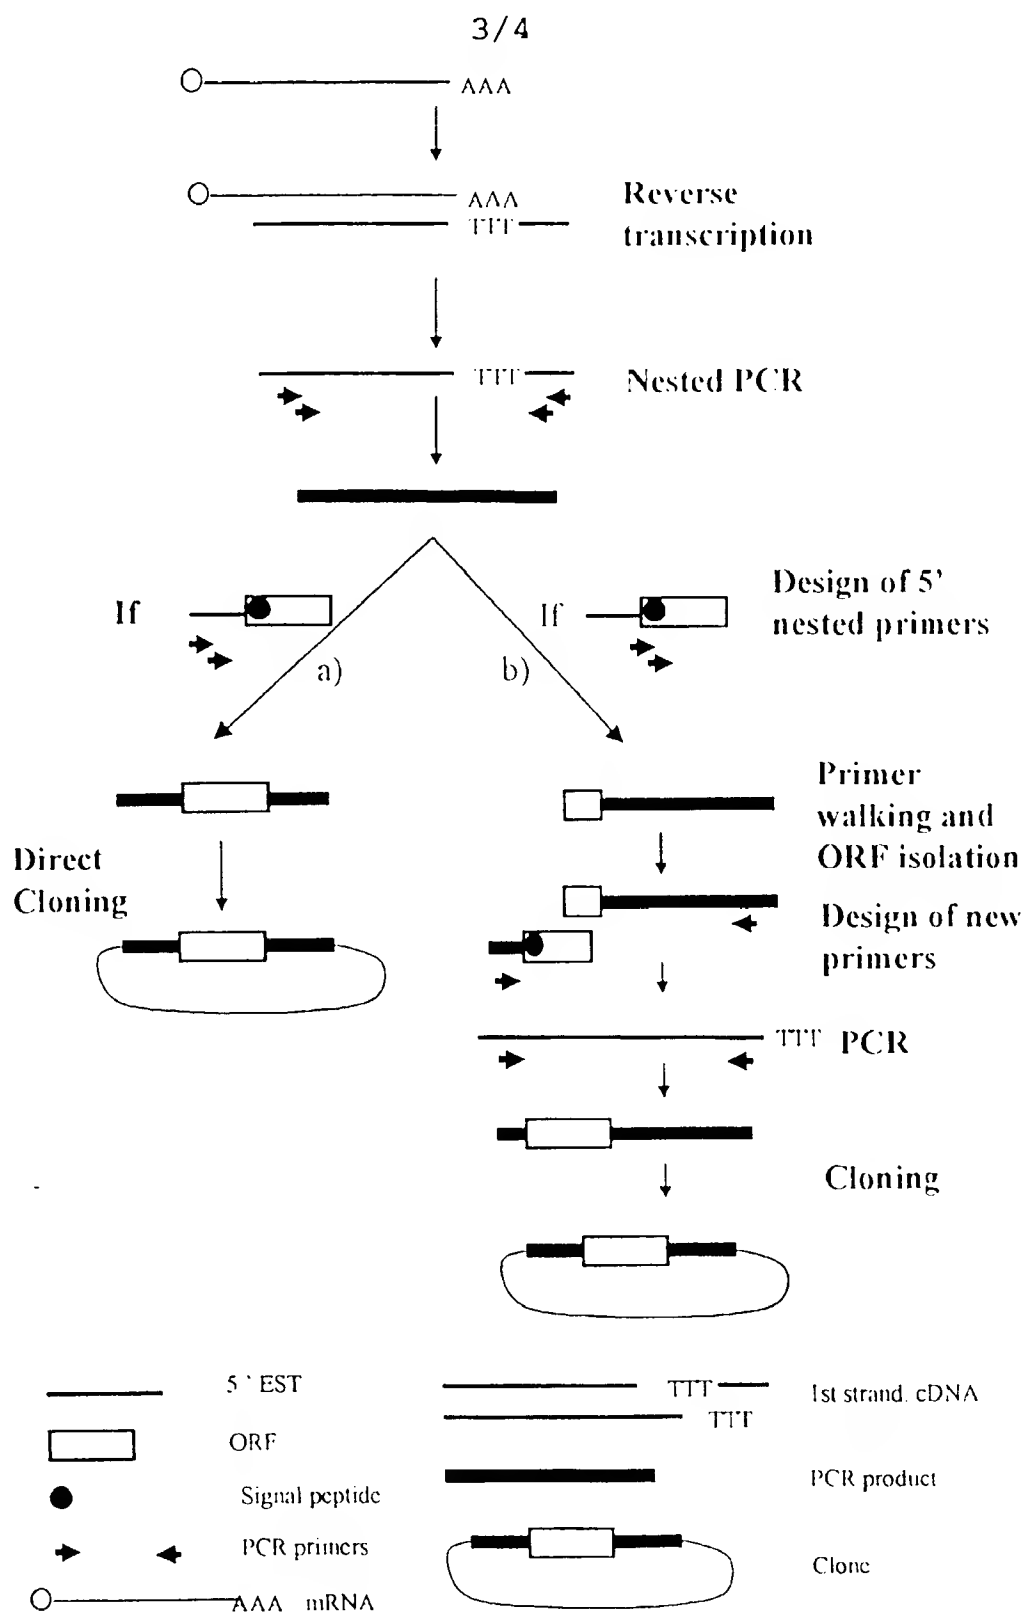 3/4
AAA
AAA
TTT
Reverse
transcription
TTT
Nested PCR
If
If
Design of 5'
nested primers
a)
b)
Primer
walking and
ORF isolation
Direct
Cloning
Design of new
primers
TTT PCR
Cloning
5' EST
ORF
Signal peptide
PCR primers
AAA mRNA
TTT
TTT
1st strand. cDNA
PCR product
Clone